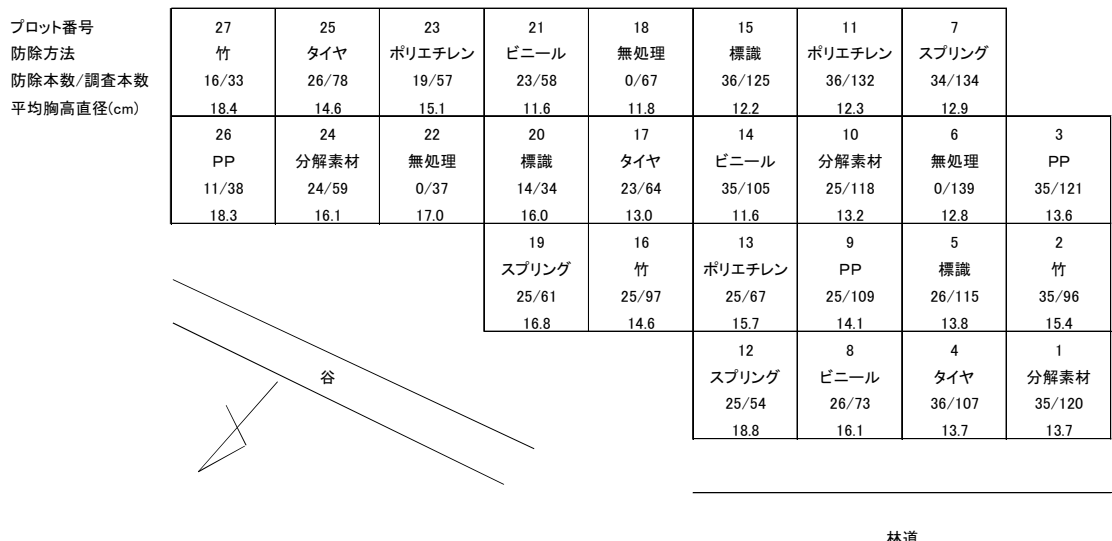 プロット番号 27 25 23 21 18 15 11 7
防除方法 竹 タイヤ ポリエチレン ビニール 無処理 標識 ポリエチレン スプリング
防除本数/調査本数 16/33 26/78 19/57 23/58 0/67 36/125 36/132 34/134
平均胸高直径(cm) 18.4 14.6 15.1 11.6 11.8 12.2 12.3 12.9
26 24 22 20 17 14 10 6 3
PP 分解素材 無処理 標識 タイヤ ビニール 分解素材 無処理 PP
11/38 24/59 0/37 14/34 23/64 35/105 25/118 0/139 35/121
18.3 16.1 17.0 16.0 13.0 11.6 13.2 12.8 13.6
19 16 13 9 5 2
スプリング 竹 ポリエチレン PP 標識 竹
25/61 25/97 25/67 25/109 26/115 35/96
16.8 14.6 15.7 14.1 13.8 15.4
12 8 4 1
谷 スプリング ビニール タイヤ 分解素材
25/54 26/73 36/107 35/120
18.8 16.1 13.7 13.7
林道